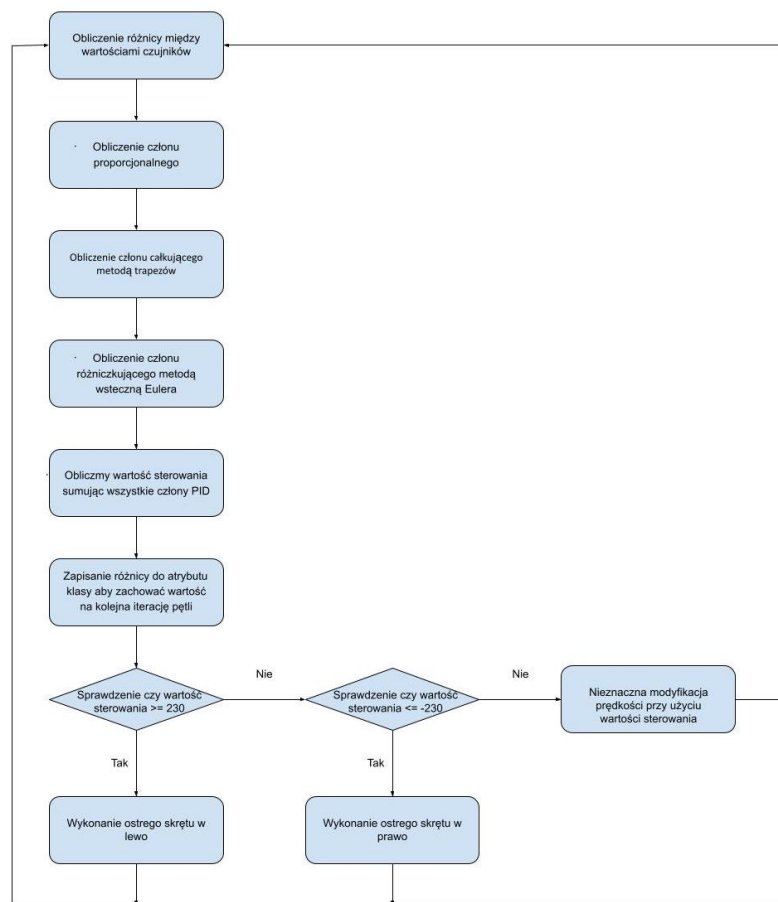 Obliczenie różnicy między
wartościami czujników
Obliczenie członu
proporcjonalnego
Obliczenie członu całkującego
metodą trapezów
Obliczenie członu
różniczkującego metodą
wsteczną Eulera
Obliczmy wartość sterowania
sumując wszystkie człony PID
Zapisanie różnicy do atrybutu
klasy aby zachować wartość
na kolejna iterację pętli
Sprawdzenie czy wartość
sterowania >= 230
Nie
Sprawdzenie czy wartość
sterowania <= -230
Nie
Nieznaczna modyfikacja
prędkości przy użyciu
wartości sterowania
Tak
Tak
Wykonanie ostrego skrętu w
lewo
Wykonanie ostrego skrętu w
prawo